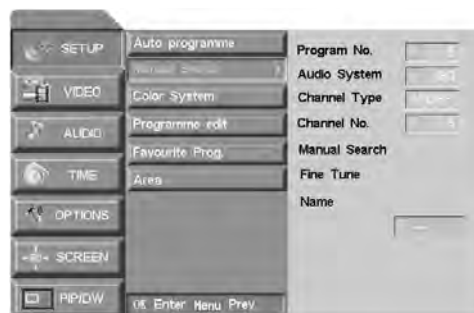 SETUP
VIDEO
AUDIO
TIME
OPTIONS
SCREEN
PIP/DW
Auto programme
Color System
Programme edit
Favourite Prog.
Area
OK Enter Menu Prev.
Program No.
Audio System
Channel Type
Channel No.
Manual Search
Fine Tune
Name